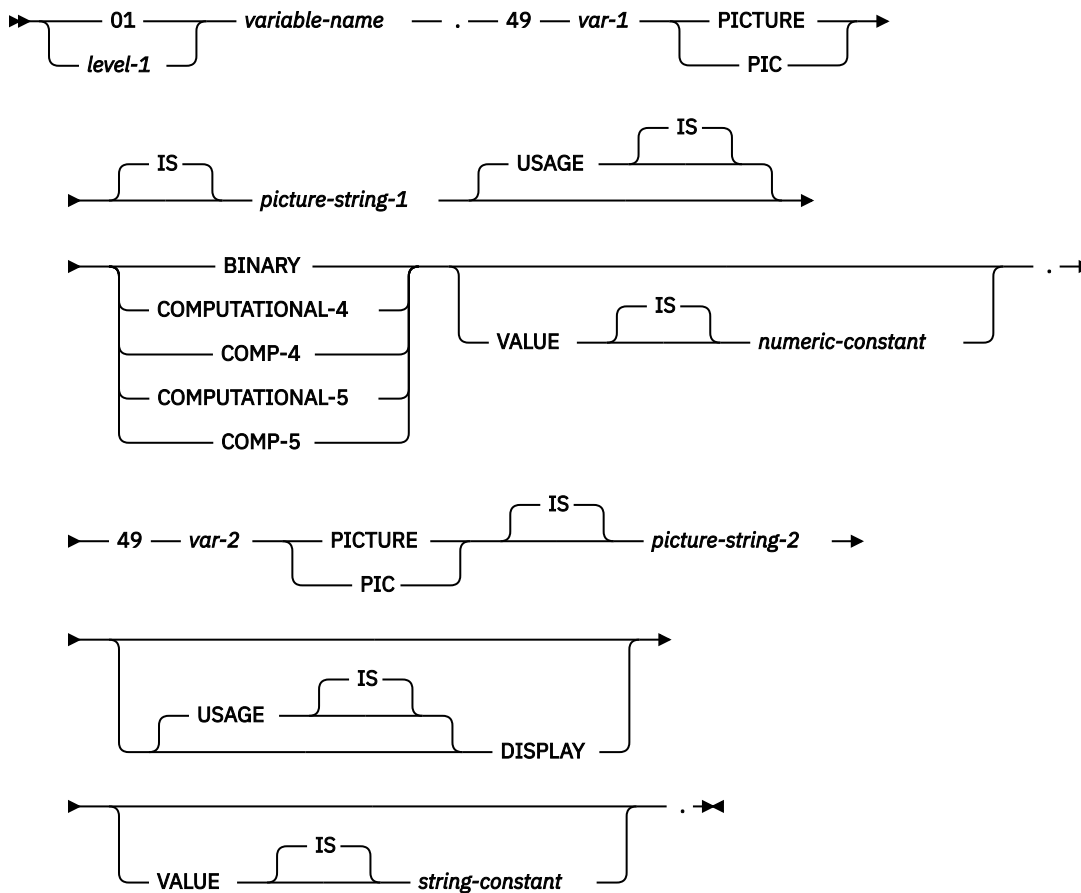 01 variable-name . 49 var-1 PICTURE
level-1 PIC
IS
IS USAGE
picture-string-1
BINARY .
COMPUTATIONAL-4 IS
COMP-4 VALUE numeric-constant
COMPUTATIONAL-5
COMP-5
IS
49 var-2 PICTURE picture-string-2
PIC
IS
USAGE
DISPLAY
.
IS
VALUE string-constant